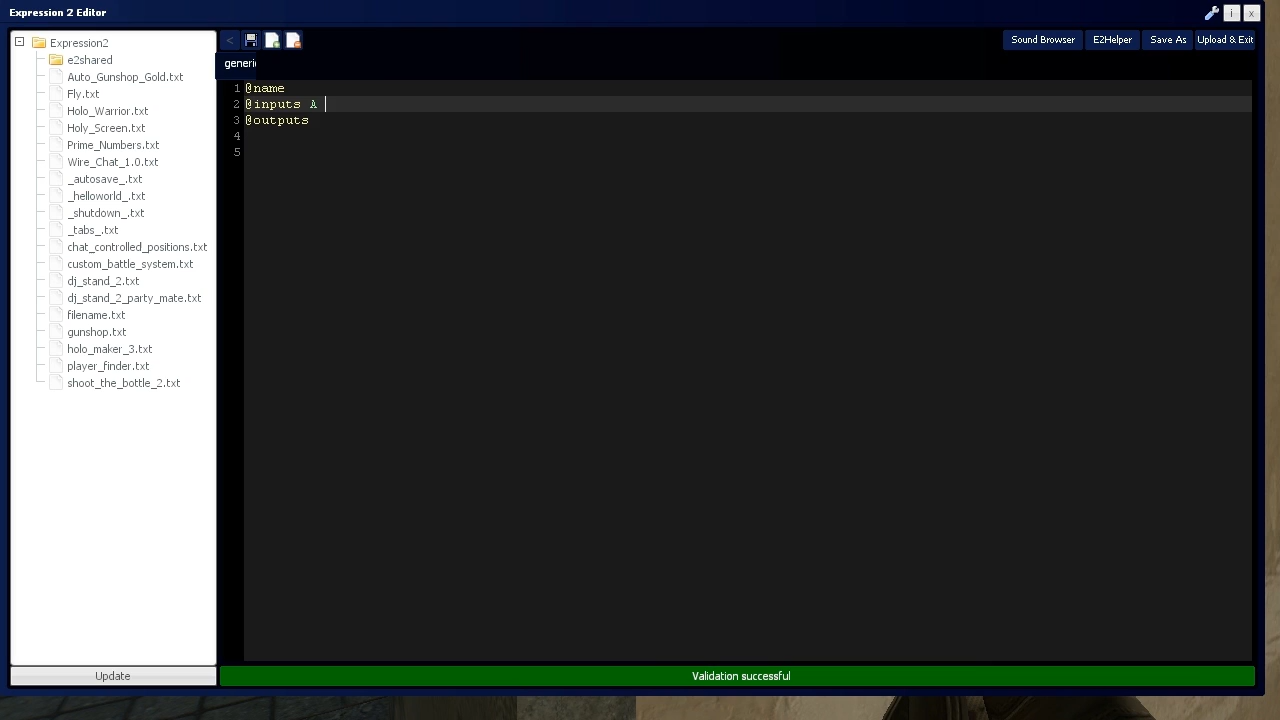 Expression 2 Editor
i x
< Sound Browser E2Helper Save As Upload & Exit
generic
Expression2
e2shared
Auto_Gunshop_Gold.txt
Fly.txt
Holo_Warrior.txt
Holy_Screen.txt
Prime_Numbers.txt
Wire_Chat_1.0.txt
_autosave_.txt
_helloworld_.txt
_shutdown_.txt
_tabs_.txt
chat_controlled_positions.txt
custom_battle_system.txt
dj_stand_2.txt
dj_stand_2_party_mate.txt
filename.txt
gunshop.txt
holo_maker_3.txt
player_finder.txt
shoot_the_bottle_2.txt
Update
1 @name
2 @inputs A
3 @outputs
4
5
Validation successful